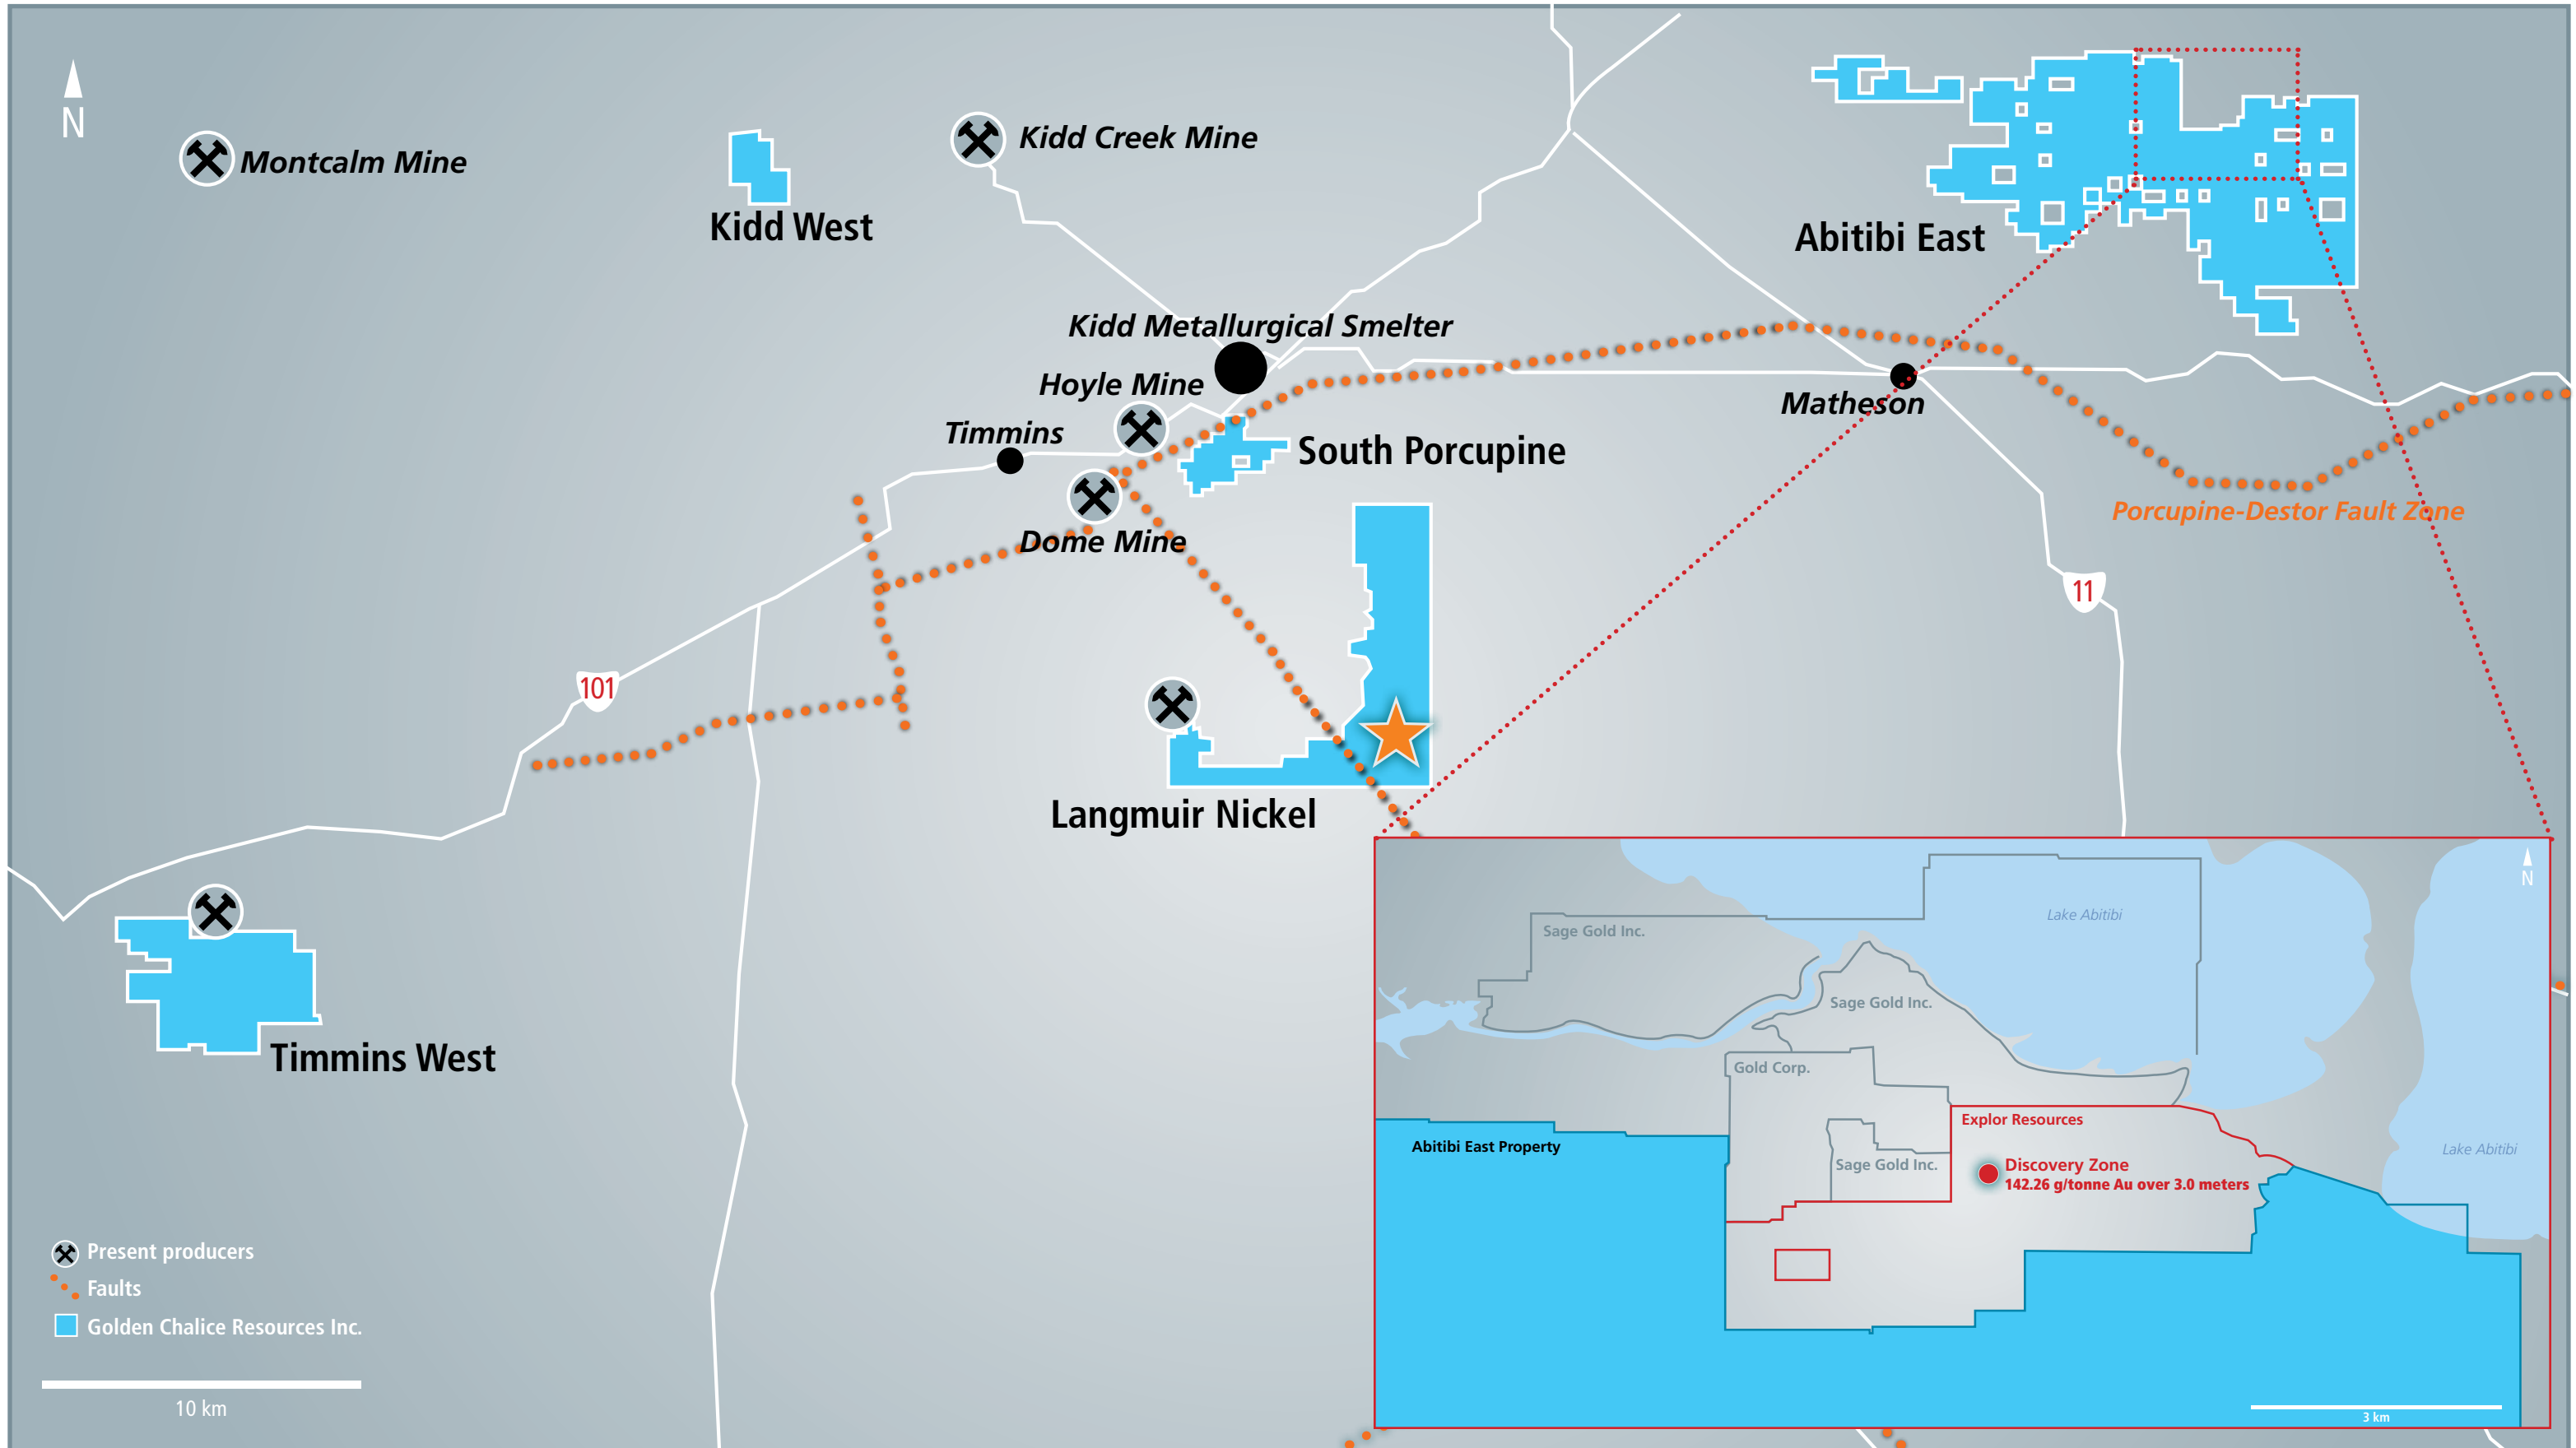 N
Montcalm Mine
Kidd West
Kidd Creek Mine
Abitibi East
Kidd Metallurgical Smelter
Hoyle Mine
Timmins
Matheson
South Porcupine
Dome Mine
Porcupine-Destor Fault Zone
11
101
Langmuir Nickel
Timmins West
N
Lake Abitibi
Sage Gold Inc.
Sage Gold Inc.
Gold Corp.
Explor Resources
Abitibi East Property
Lake Abitibi
Sage Gold Inc.
Discovery Zone
142.26 g/tonne Au over 3.0 meters
3 km
Present producers
Faults
Golden Chalice Resources Inc.
10 km